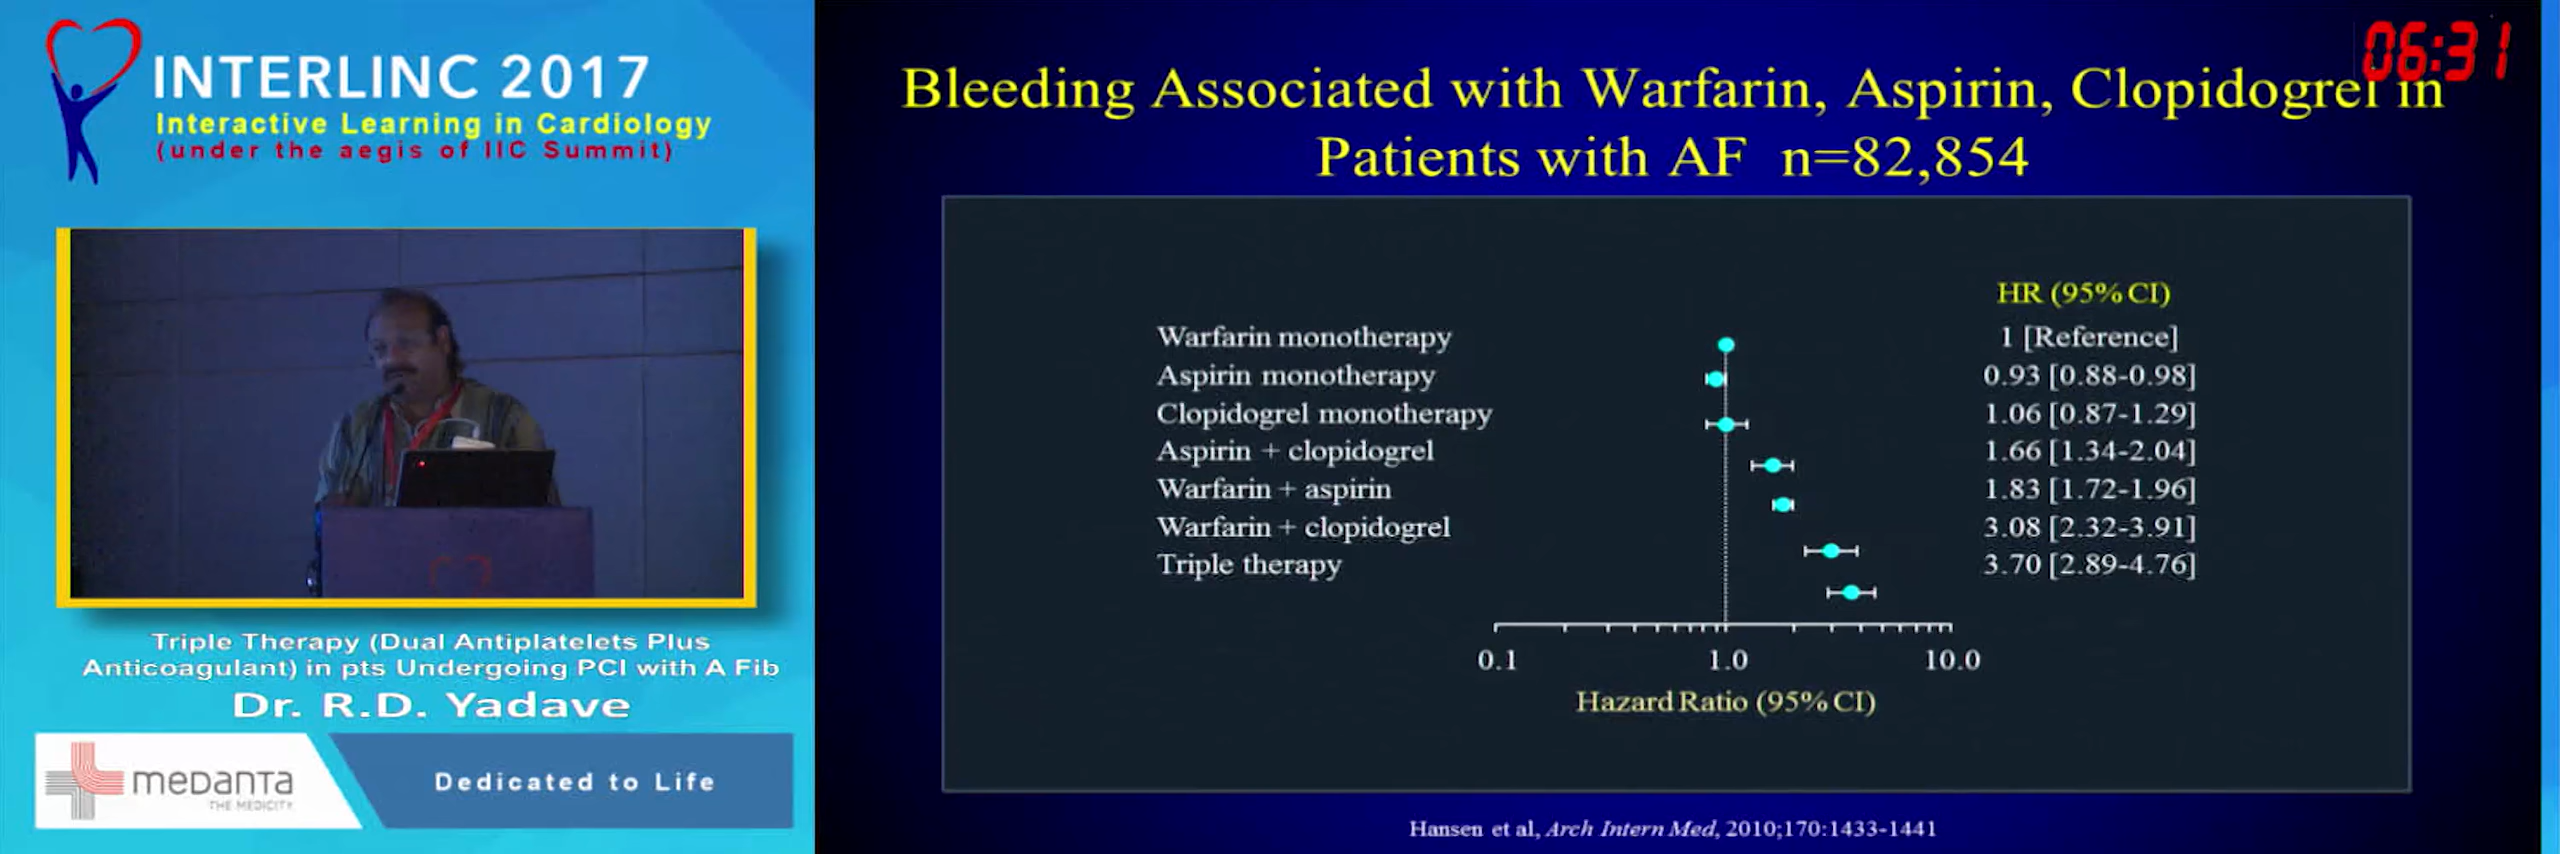 INTERLINC 2017
Interactive Learning in Cardiology
(under the aegis of IIC Summit)
Triple Therapy (Dual Antiplatelets Plus
Anticoagulant) in pts Undergoing PCI with A Fib
Dr. R.D. Yadave
meDanTa
THE MEDICITY
Dedicated to Life
06:31
Bleeding Associated with Warfarin, Aspirin, Clopidogrel in
Patients with AF n=82,854
HR (95% CI)
Warfarin monotherapy 1 [Reference]
Aspirin monotherapy 0.93 [0.88-0.98]
Clopidogrel monotherapy 1.06 [0.87-1.29]
Aspirin + clopidogrel 1.66 [1.34-2.04]
Warfarin + aspirin 1.83 [1.72-1.96]
Warfarin + clopidogrel 3.08 [2.32-3.91]
Triple therapy 3.70 [2.89-4.76]
0.1 1.0 10.0
Hazard Ratio (95% CI)
Hansen et al, Arch Intern Med, 2010;170:1433-1441